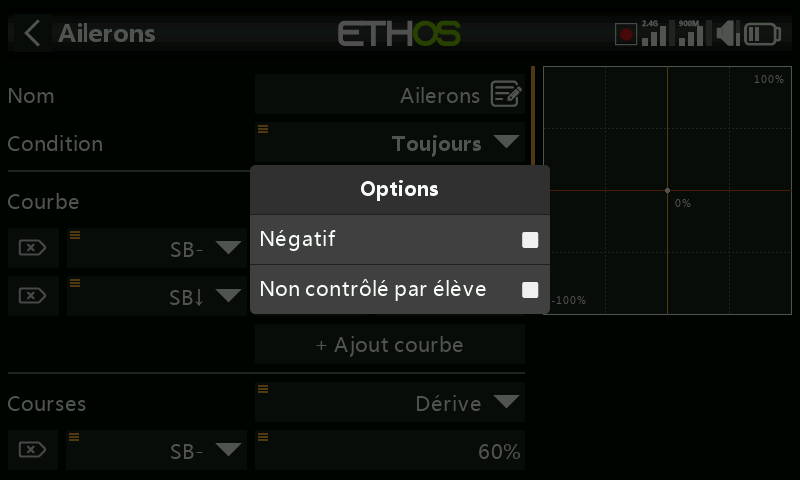 Ailerons
ETHOS
2.4G
900M
Nom
Ailerons
Condition
Toujours
100%
Options
Négatif
Non contrôlé par élève
Courbe
SB-
SB↓
0%
-100%
+ Ajout courbe
Courses
Dérive
SB-
60%